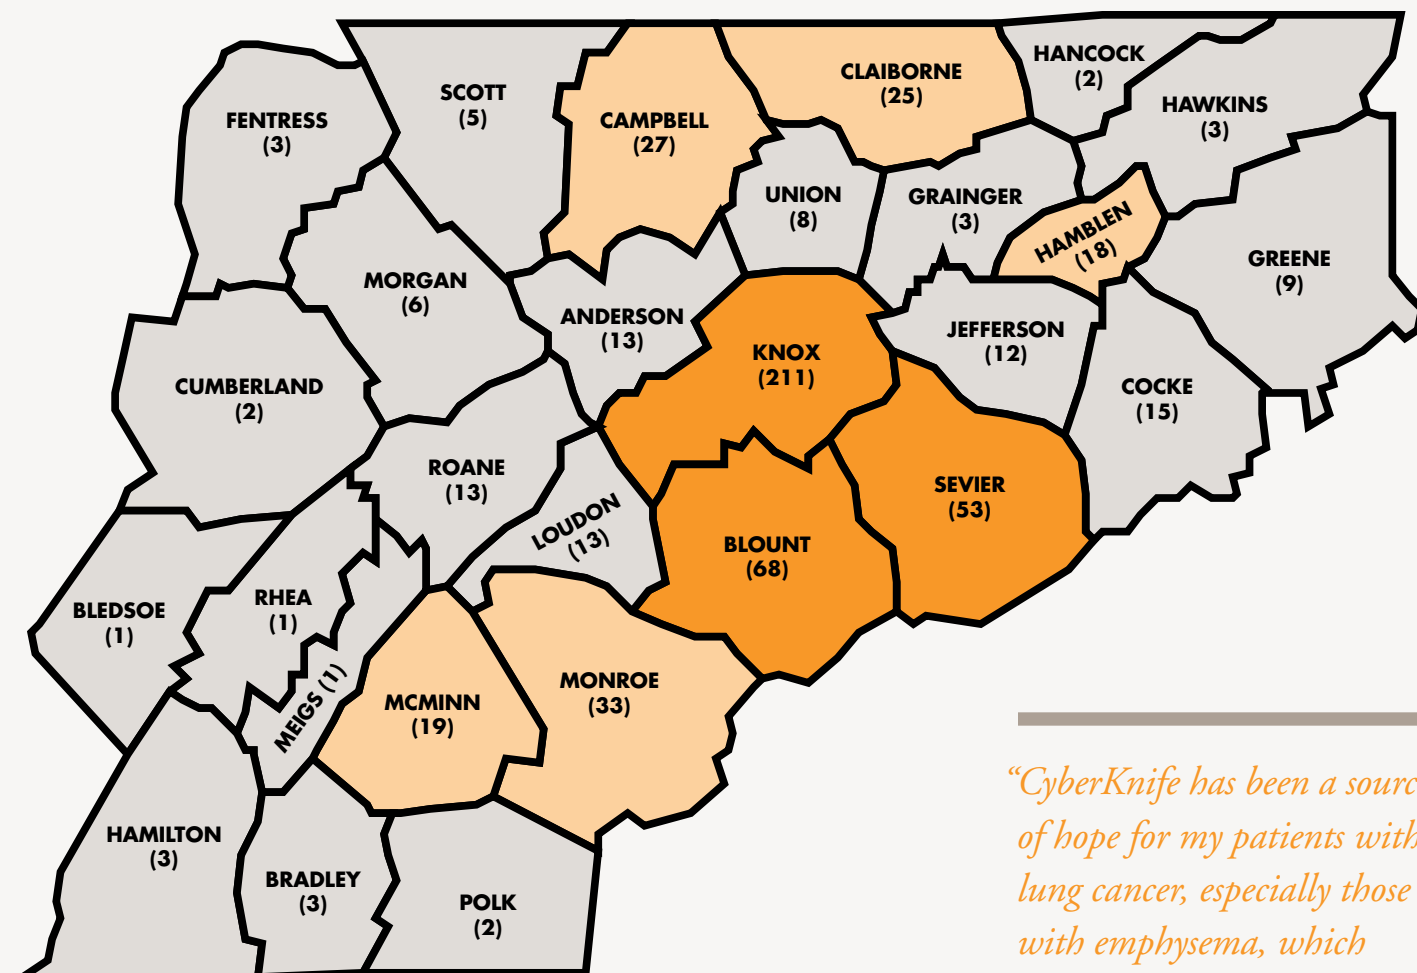 HANCOCK
(2)
CLAIBORNE
(25)
SCOTT
(5)
HAWKINS
(3)
FENTRESS
(3)
CAMPBELL
(27)
UNION
(8)
GRAINGER
(3)
HAMBLEN
(18)
GREENE
(9)
MORGAN
(6)
ANDERSON
(13)
JEFFERSON
(12)
KNOX
(211)
CUMBERLAND
(2)
COCKE
(15)
ROANE
(13)
SEVIER
(53)
LOUDON
(13)
BLOUNT
(68)
RHEA
(1)
BLEDSOE
(1)
MEIGS (1)
MONROE
(33)
MCMINN
(19)
HAMILTON
(3)
BRADLEY
(3)
POLK
(2)
“CyberKnife has been a sourc
of hope for my patients with
lung cancer, especially those
with emphysema, which